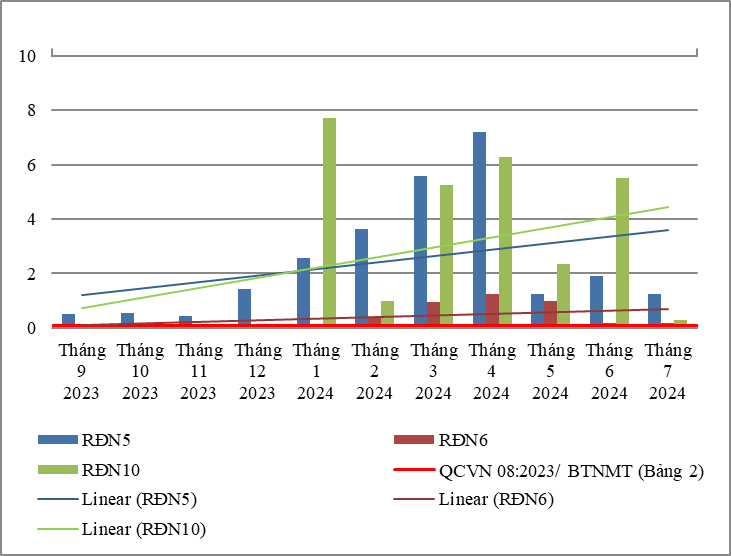 10
8
6
4
2
0
Tháng Tháng Tháng Tháng Tháng Tháng Tháng Tháng Tháng Tháng Tháng
9 10 11 12 1 2 3 4 5 6 7
2023 2023 2023 2023 2024 2024 2024 2024 2024 2024 2024
RĐN5 RĐN6
RĐN10 QCVN 08:2023/ BTNMT (Bảng 2)
Linear (RĐN5) Linear (RĐN6)
Linear (RĐN10)